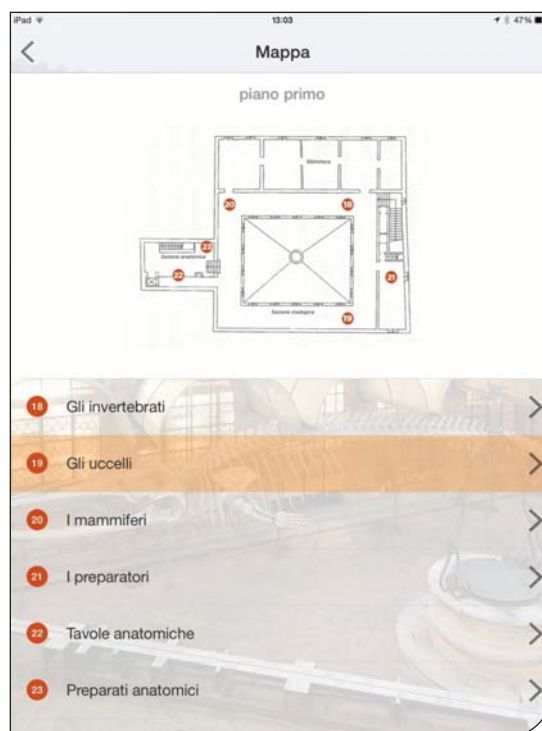 iPad 13:03 47%
Mappa
piano primo
Biblioteca
20 18
23
Sezione anatomica
22 21
Sezione zoologica
19
18 Gli invertebrati
19 Gli uccelli
20 I mammiferi
21 I preparatori
22 Tavole anatomiche
23 Preparati anatomici